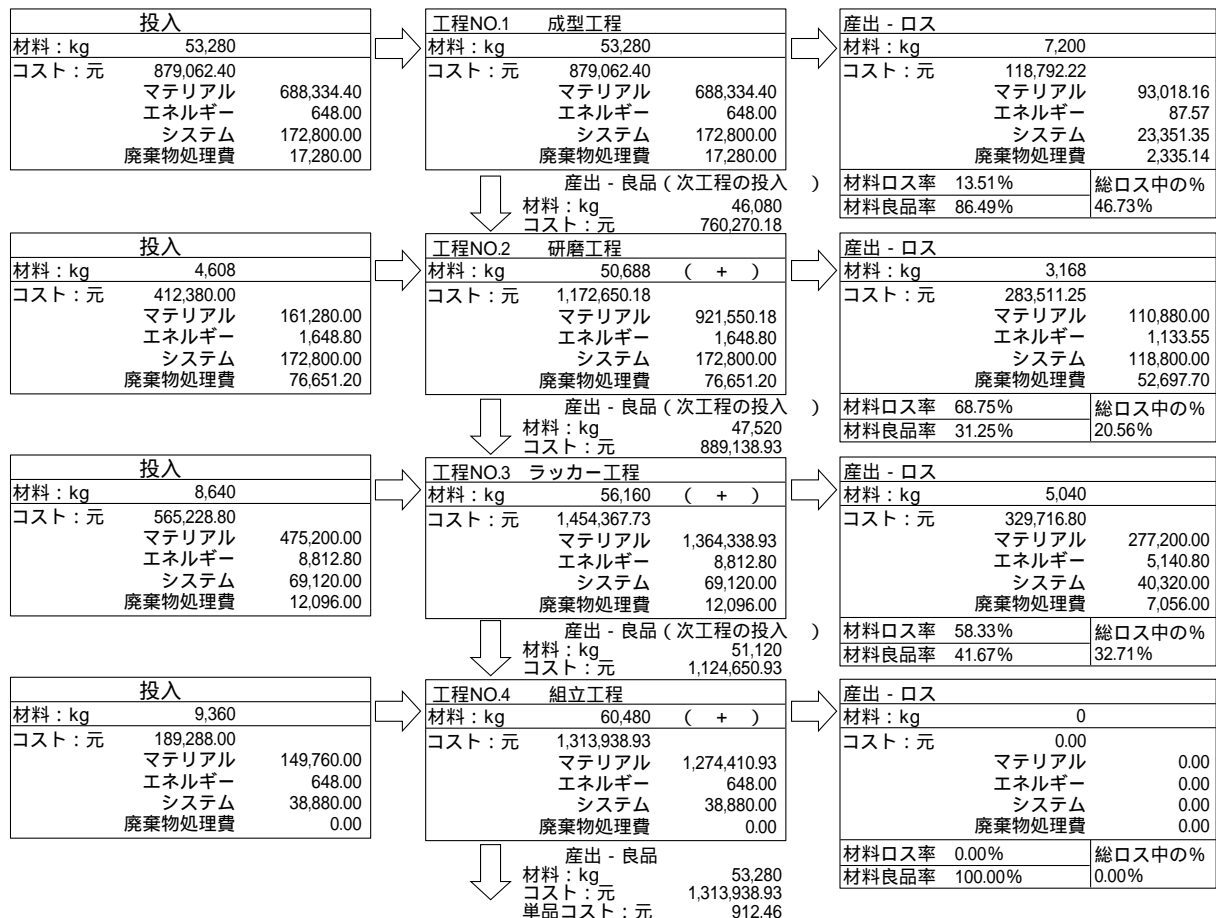 投入
材料：kg 53,280
コスト：元 879,062.40
マテリアル 688,334.40
エネルギー 648.00
システム 172,800.00
廃棄物処理費 17,280.00
工程NO.1 成型工程
材料：kg 53,280
コスト：元 879,062.40
マテリアル 688,334.40
エネルギー 648.00
システム 172,800.00
廃棄物処理費 17,280.00
産出 - ロス
材料：kg 7,200
コスト：元 118,792.22
マテリアル 93,018.16
エネルギー 87.57
システム 23,351.35
廃棄物処理費 2,335.14
材料ロス率 13.51% 総ロス中の%
材料良品率 86.49% 46.73%
産出 - 良品（次工程の投入 ）
材料：kg 46,080
コスト：元 760,270.18
投入
材料：kg 4,608
コスト：元 412,380.00
マテリアル 161,280.00
エネルギー 1,648.80
システム 172,800.00
廃棄物処理費 76,651.20
工程NO.2 研磨工程
材料：kg 50,688 ( + )
コスト：元 1,172,650.18
マテリアル 921,550.18
エネルギー 1,648.80
システム 172,800.00
廃棄物処理費 76,651.20
産出 - ロス
材料：kg 3,168
コスト：元 283,511.25
マテリアル 110,880.00
エネルギー 1,133.55
システム 118,800.00
廃棄物処理費 52,697.70
材料ロス率 68.75% 総ロス中の%
材料良品率 31.25% 20.56%
産出 - 良品（次工程の投入 ）
材料：kg 47,520
コスト：元 889,138.93
投入
材料：kg 8,640
コスト：元 565,228.80
マテリアル 475,200.00
エネルギー 8,812.80
システム 69,120.00
廃棄物処理費 12,096.00
工程NO.3 ラッカー工程
材料：kg 56,160 ( + )
コスト：元 1,454,367.73
マテリアル 1,364,338.93
エネルギー 8,812.80
システム 69,120.00
廃棄物処理費 12,096.00
産出 - ロス
材料：kg 5,040
コスト：元 329,716.80
マテリアル 277,200.00
エネルギー 5,140.80
システム 40,320.00
廃棄物処理費 7,056.00
材料ロス率 58.33% 総ロス中の%
材料良品率 41.67% 32.71%
産出 - 良品（次工程の投入 ）
材料：kg 51,120
コスト：元 1,124,650.93
投入
材料：kg 9,360
コスト：元 189,288.00
マテリアル 149,760.00
エネルギー 648.00
システム 38,880.00
廃棄物処理費 0.00
工程NO.4 組立工程
材料：kg 60,480 ( + )
コスト：元 1,313,938.93
マテリアル 1,274,410.93
エネルギー 648.00
システム 38,880.00
廃棄物処理費 0.00
産出 - ロス
材料：kg 0
コスト：元 0.00
マテリアル 0.00
エネルギー 0.00
システム 0.00
廃棄物処理費 0.00
材料ロス率 0.00% 総ロス中の%
材料良品率 100.00% 0.00%
産出 - 良品
材料：kg 53,280
コスト：元 1,313,938.93
単品コスト：元 912.46